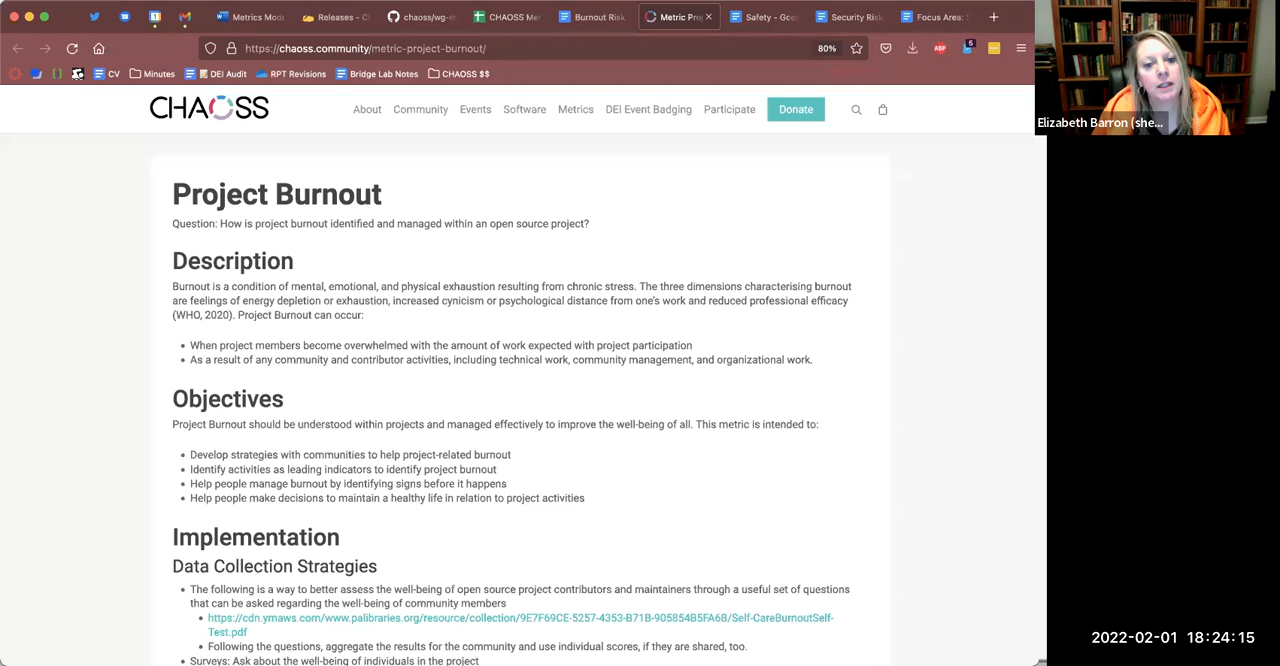 Metrics Mod
Releases - C
chaoss/wg-r
CHAOSS Met
Burnout Risk
Metric Proj
Safety - Goo
Security Risk
Focus Area:
https://chaoss.community/metric-project-burnout/
80%
ABP
5
CV
Minutes
DEI Audit
RPT Revisions
Bridge Lab Notes
CHAOSS $$
CHAOSS
About
Community
Events
Software
Metrics
DEI Event Badging
Participate
Donate
Elizabeth Barron (she...
Project Burnout
Question: How is project burnout identified and managed within an open source project?
Description
Burnout is a condition of mental, emotional, and physical exhaustion resulting from chronic stress. The three dimensions characterising burnout
are feelings of energy depletion or exhaustion, increased cynicism or psychological distance from one's work and reduced professional efficacy
(WHO, 2020). Project Burnout can occur:
When project members become overwhelmed with the amount of work expected with project participation
As a result of any community and contributor activities, including technical work, community management, and organizational work.
Objectives
Project Burnout should be understood within projects and managed effectively to improve the well-being of all. This metric is intended to:
Develop strategies with communities to help project-related burnout
Identify activities as leading indicators to identify project burnout
Help people manage burnout by identifying signs before it happens
Help people make decisions to maintain a healthy life in relation to project activities
Implementation
Data Collection Strategies
The following is a way to better assess the well-being of open source project contributors and maintainers through a useful set of questions
that can be asked regarding the well-being of community members
https://cdn.ymaws.com/www.palibraries.org/resource/collection/9E7F69CE-5257-4353-B71B-905854B5FA6B/Self-CareBurnoutSelf-
Test.pdf
Following the questions, aggregate the results for the community and use individual scores, if they are shared, too.
Surveys: Ask about the well-being of individuals in the project
2022-02-01 18:24:15